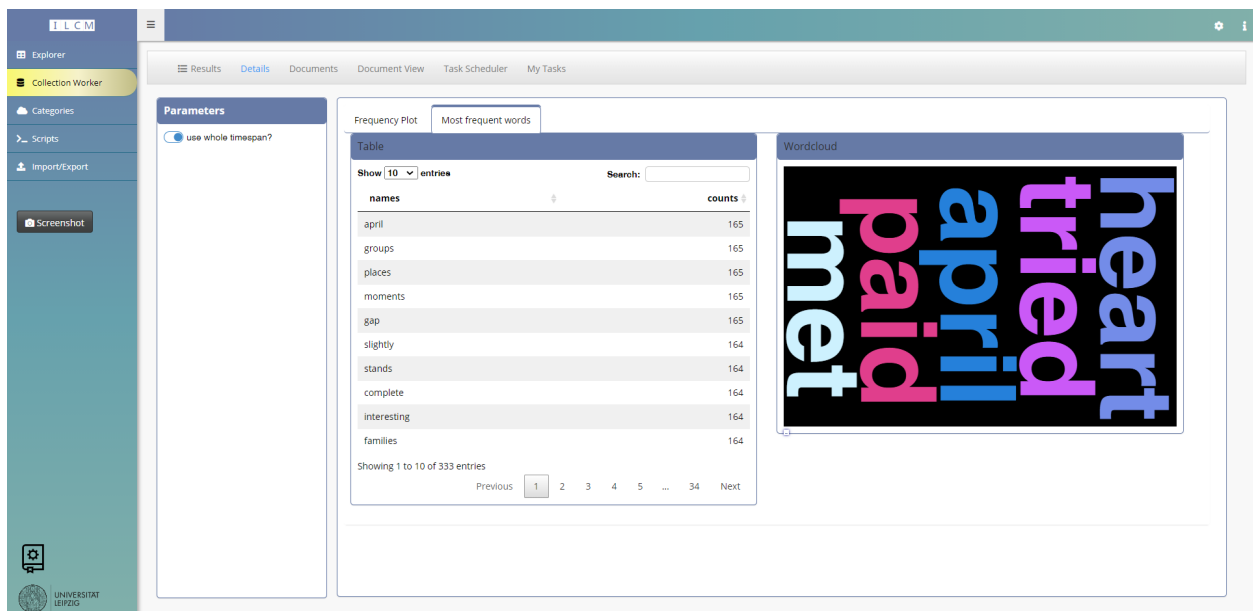 ILCM
Explorer
Collection Worker
Categories
Scripts
Import/Export
Screenshot
UNIVERSITÄT
LEIPZIG
Results Details Documents Document View Task Scheduler My Tasks
Parameters
use whole timespan?
Frequency Plot Most frequent words
Table
Show 10 entries Search:
names counts
april 165
groups 165
places 165
moments 165
gap 165
slightly 164
stands 164
complete 164
interesting 164
families 164
Showing 1 to 10 of 333 entries
Previous 1 2 3 4 5 ... 34 Next
Wordcloud
heart
tried
april
paid
met